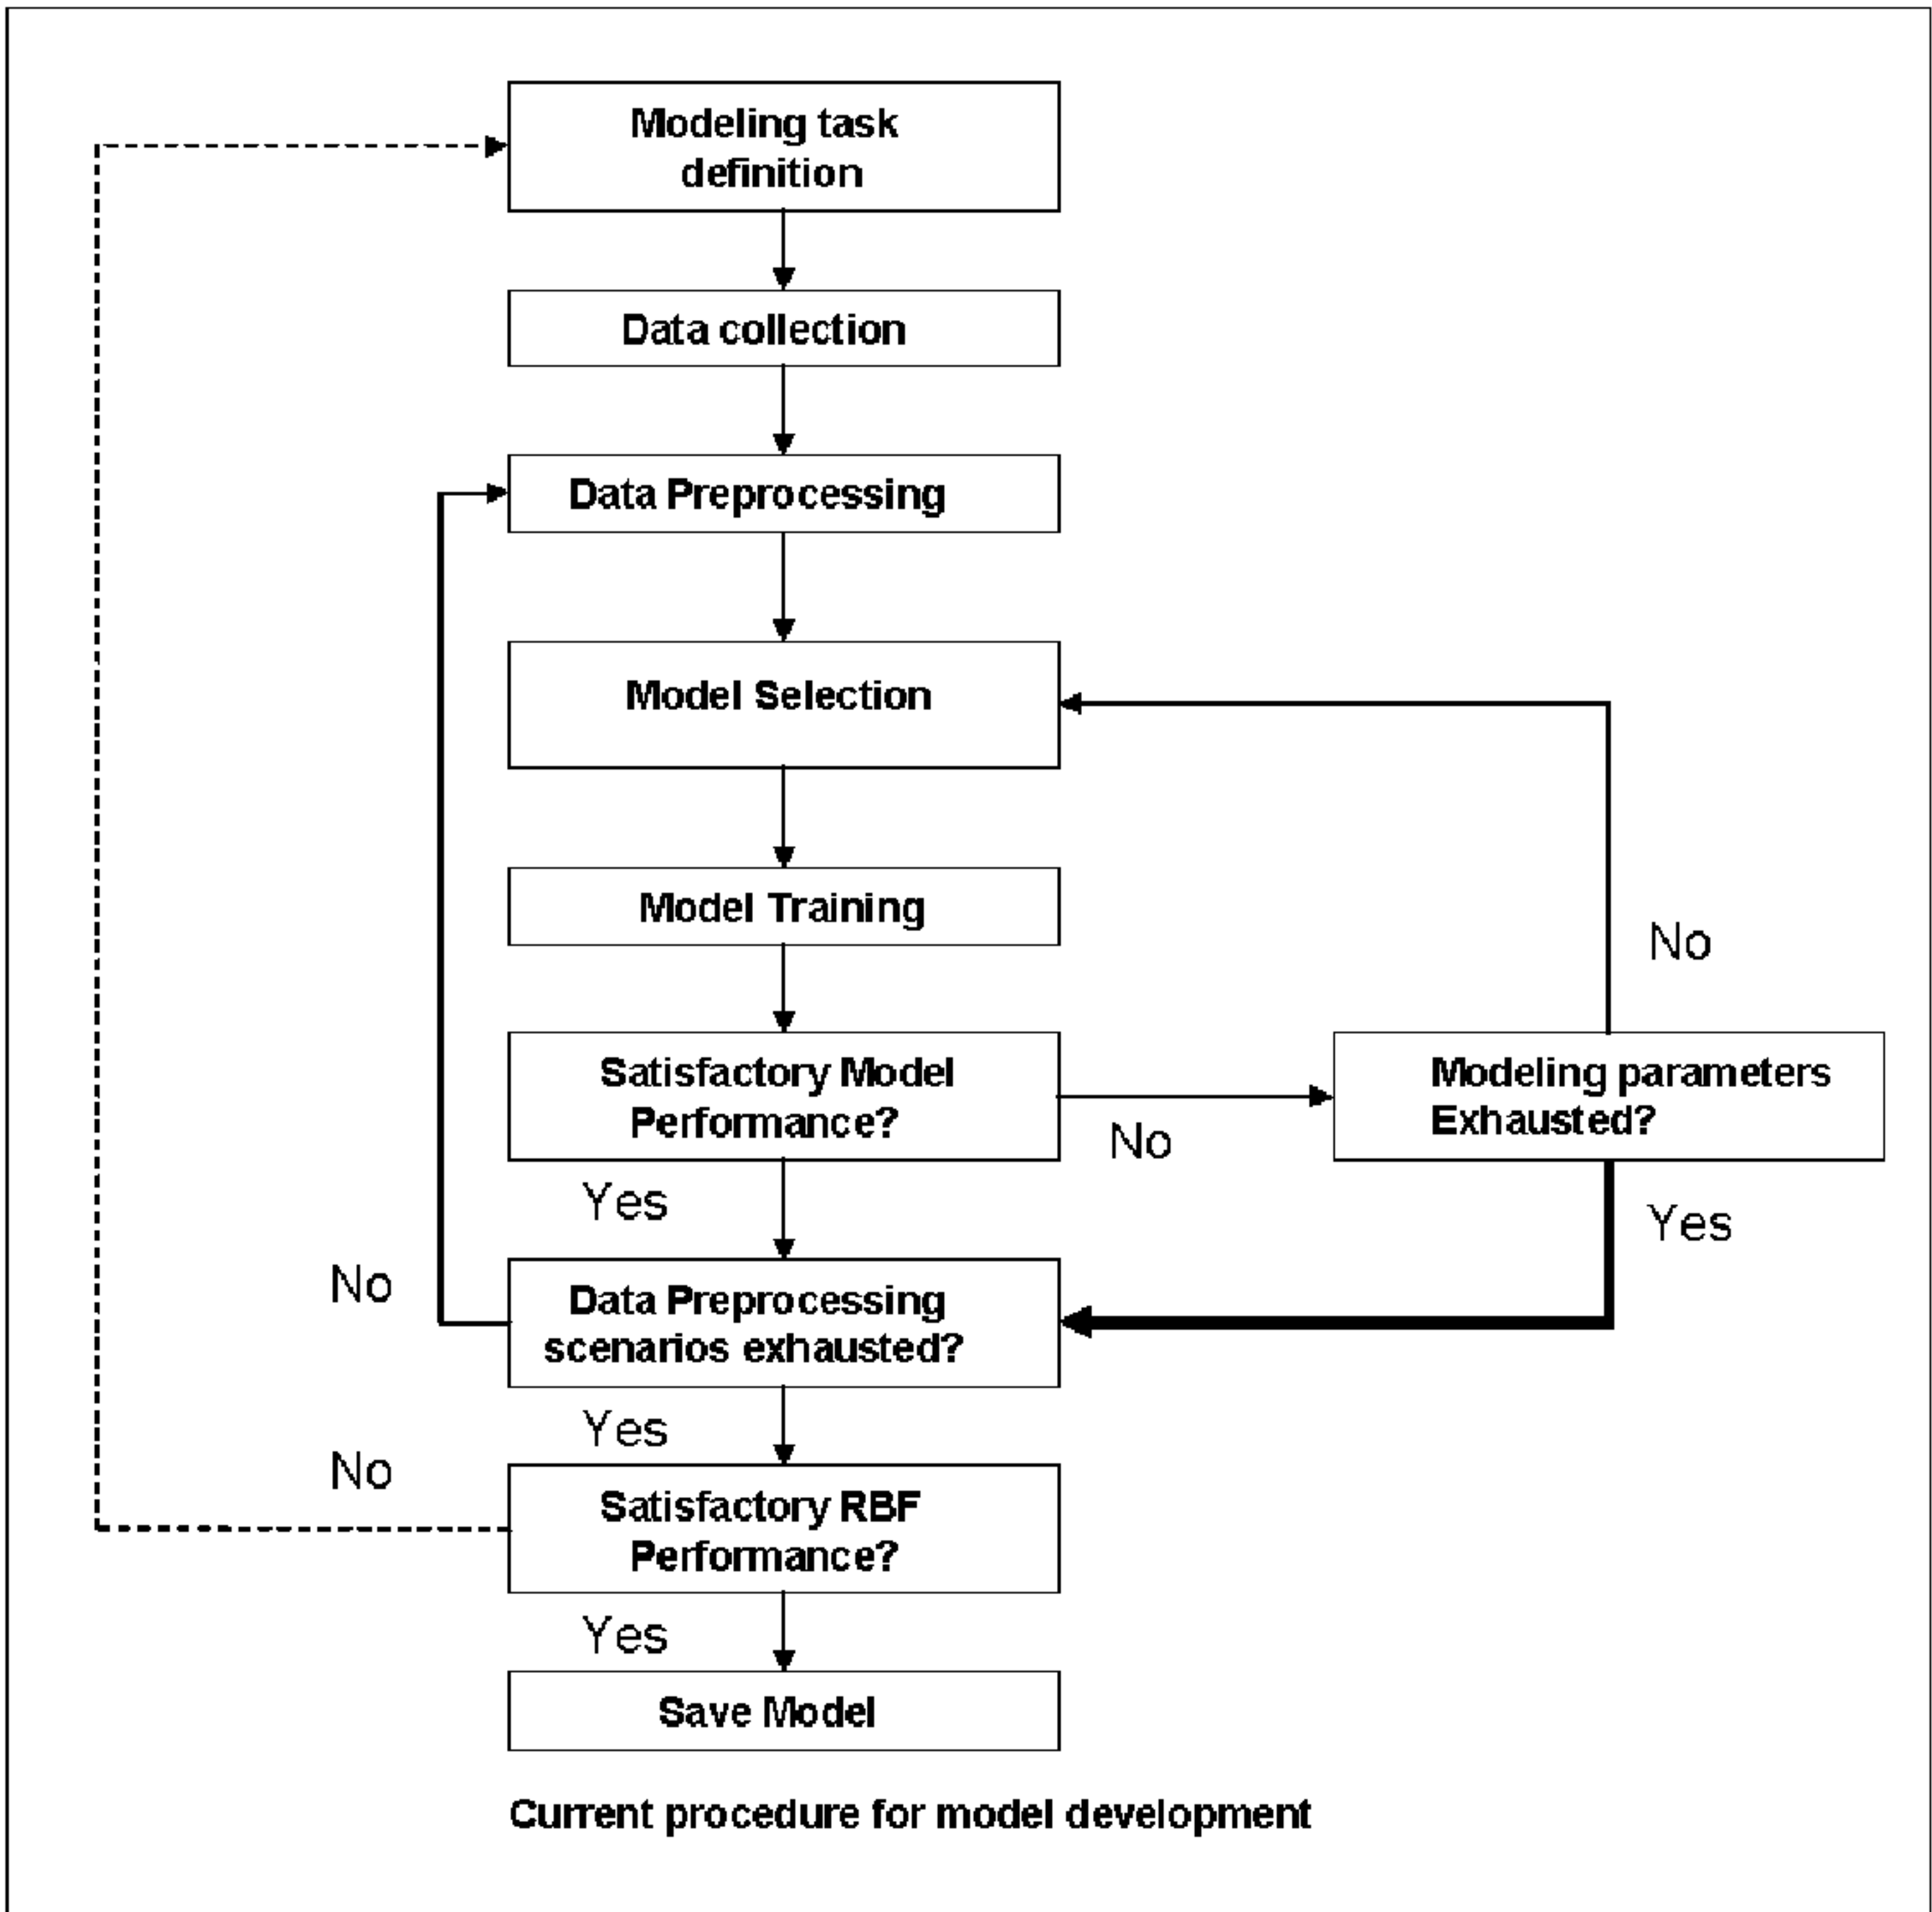 Modeling task
definition
Data collection
Data Preprocessing
Model Selection
Model Training
No
Satisfactory Model
Performance?
No
Modeling parameters
Exhausted?
Yes
Yes
No
Data Preprocessing
scenarios exhausted?
Yes
No
Satisfactory RBF
Performance?
Yes
Save Model
Current procedure for model development